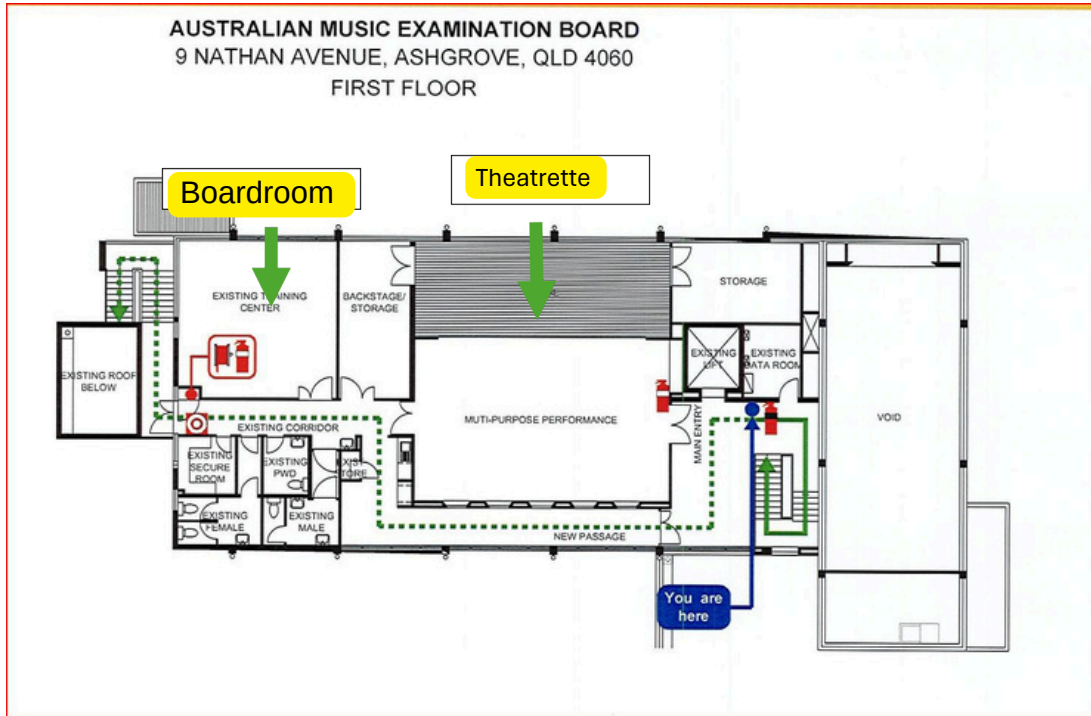 AUSTRALIAN MUSIC EXAMINATION BOARD
9 NATHAN AVENUE, ASHGROVE, QLD 4060
FIRST FLOOR
Boardroom
Theatrette
EXISTING TRAINING
CENTER
BACKSTAGE/
STORAGE
STORAGE
EXISTING ROOF
BELOW
EXISTING
LIFT
EXISTING
DATA ROOM
MUTI-PURPOSE PERFORMANCE
MAIN ENTRY
VOID
EXISTING CORRIDOR
EXISTING
SECURE
ROOM
EXISTING
PWD
EXIST
STORE
EXISTING
FEMALE
EXISTING
MALE
NEW PASSAGE
You are
here